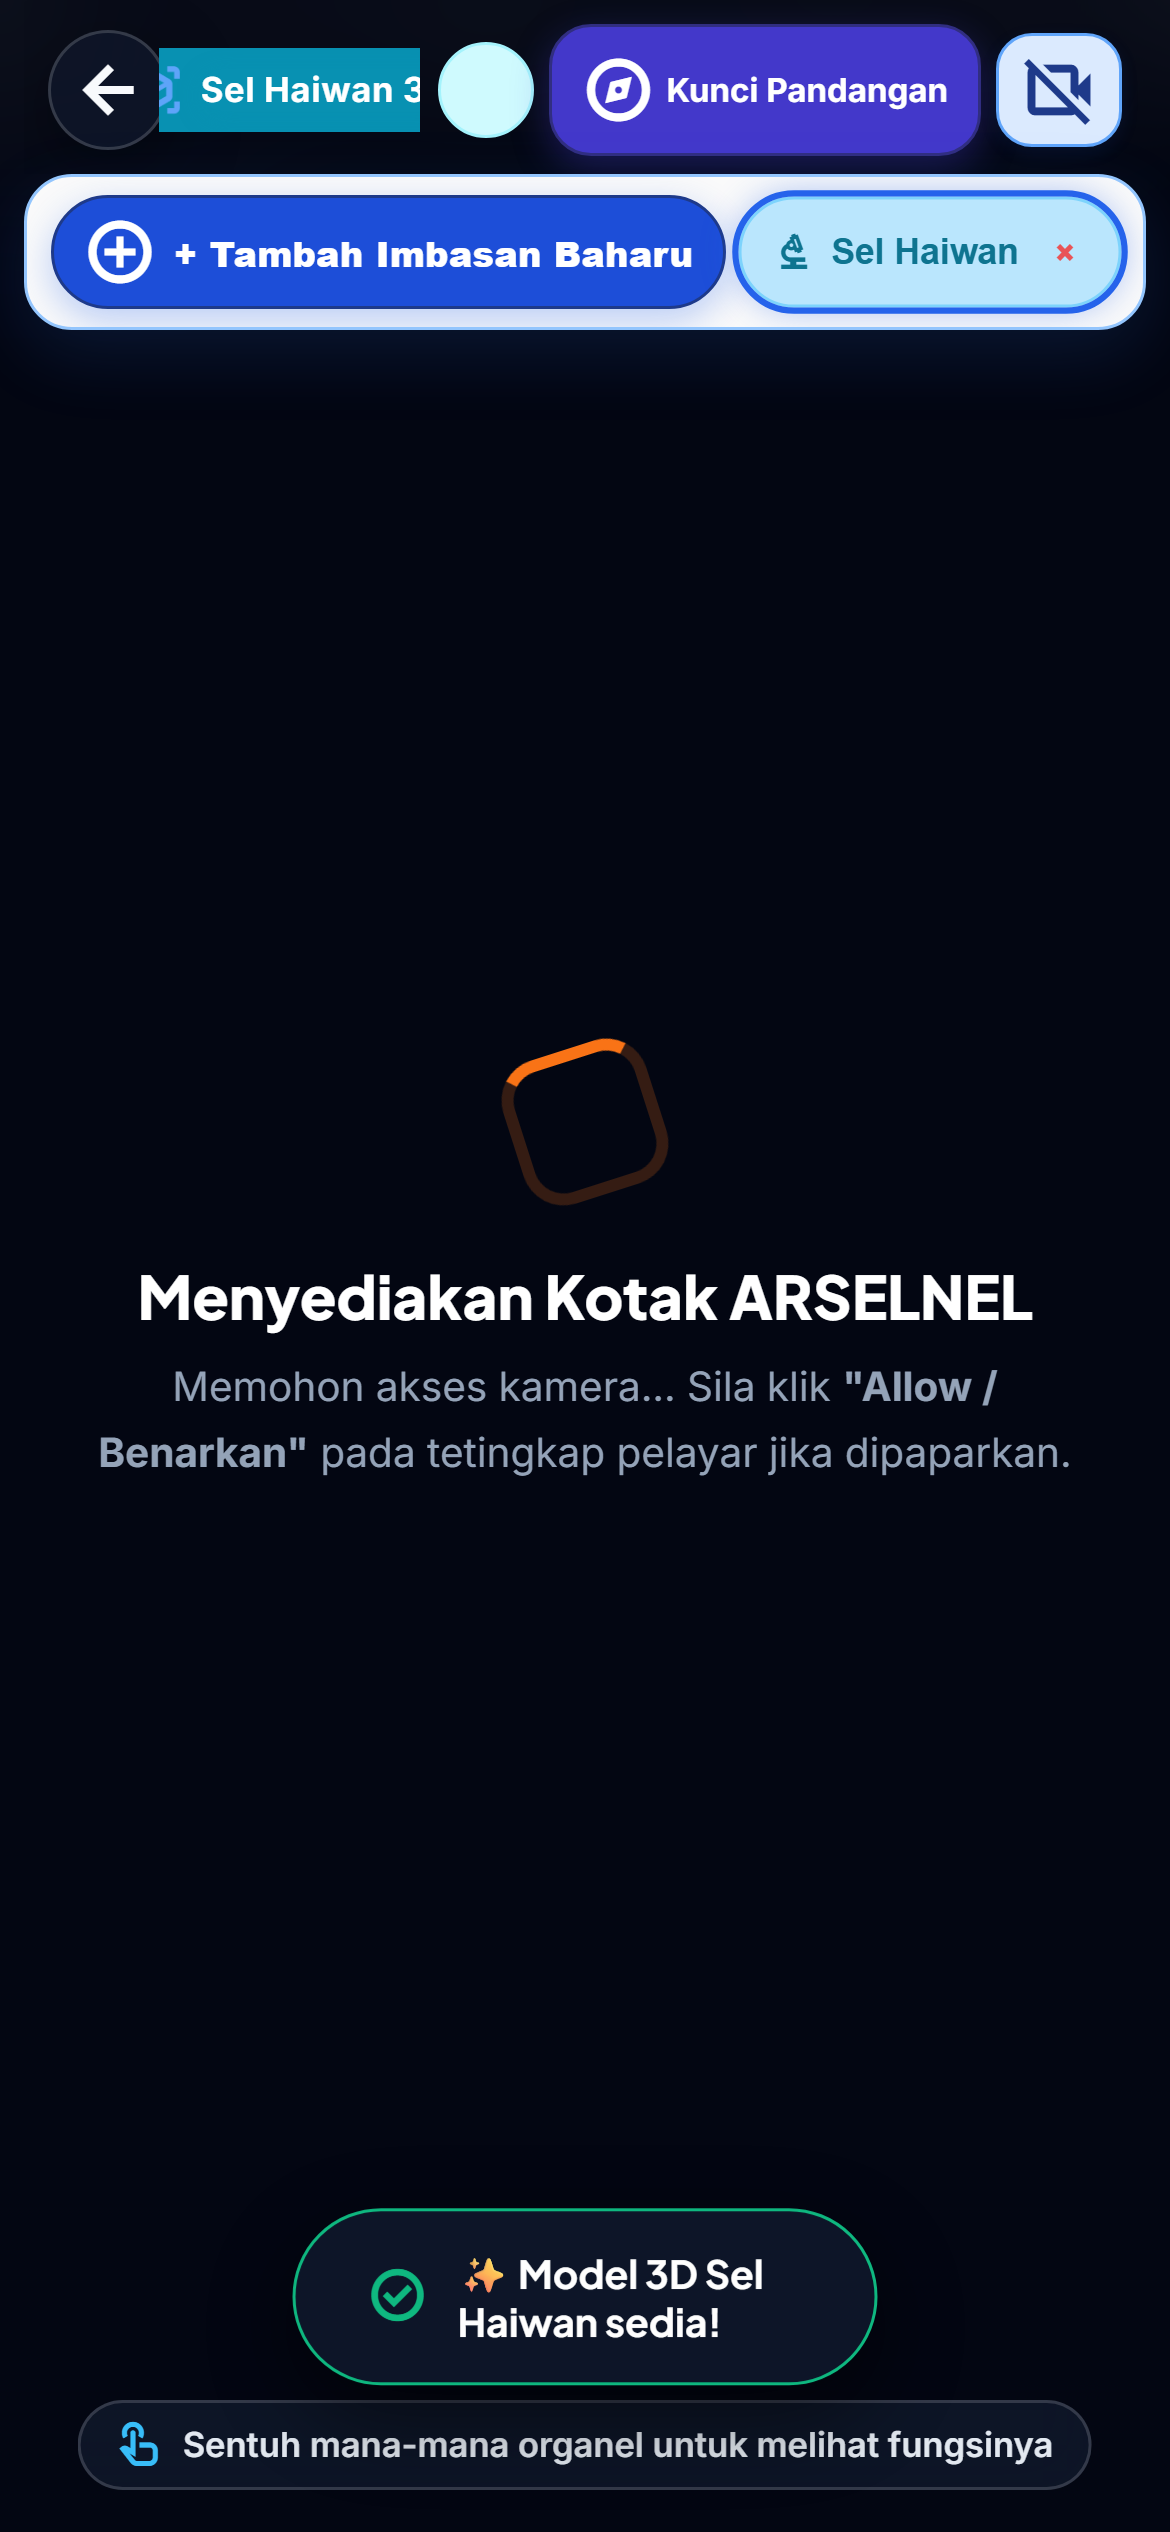 Sel Haiwan 3
Kunci Pandangan
+ Tambah Imbasan Baharu
Sel Haiwan ×
Menyediakan Kotak ARSELNEL
Memohon akses kamera... Sila klik "Allow /
Benarkan" pada tetingkap pelayar jika dipaparkan.
✨ Model 3D Sel
Haiwan sedia!
Sentuh mana-mana organel untuk melihat fungsinya